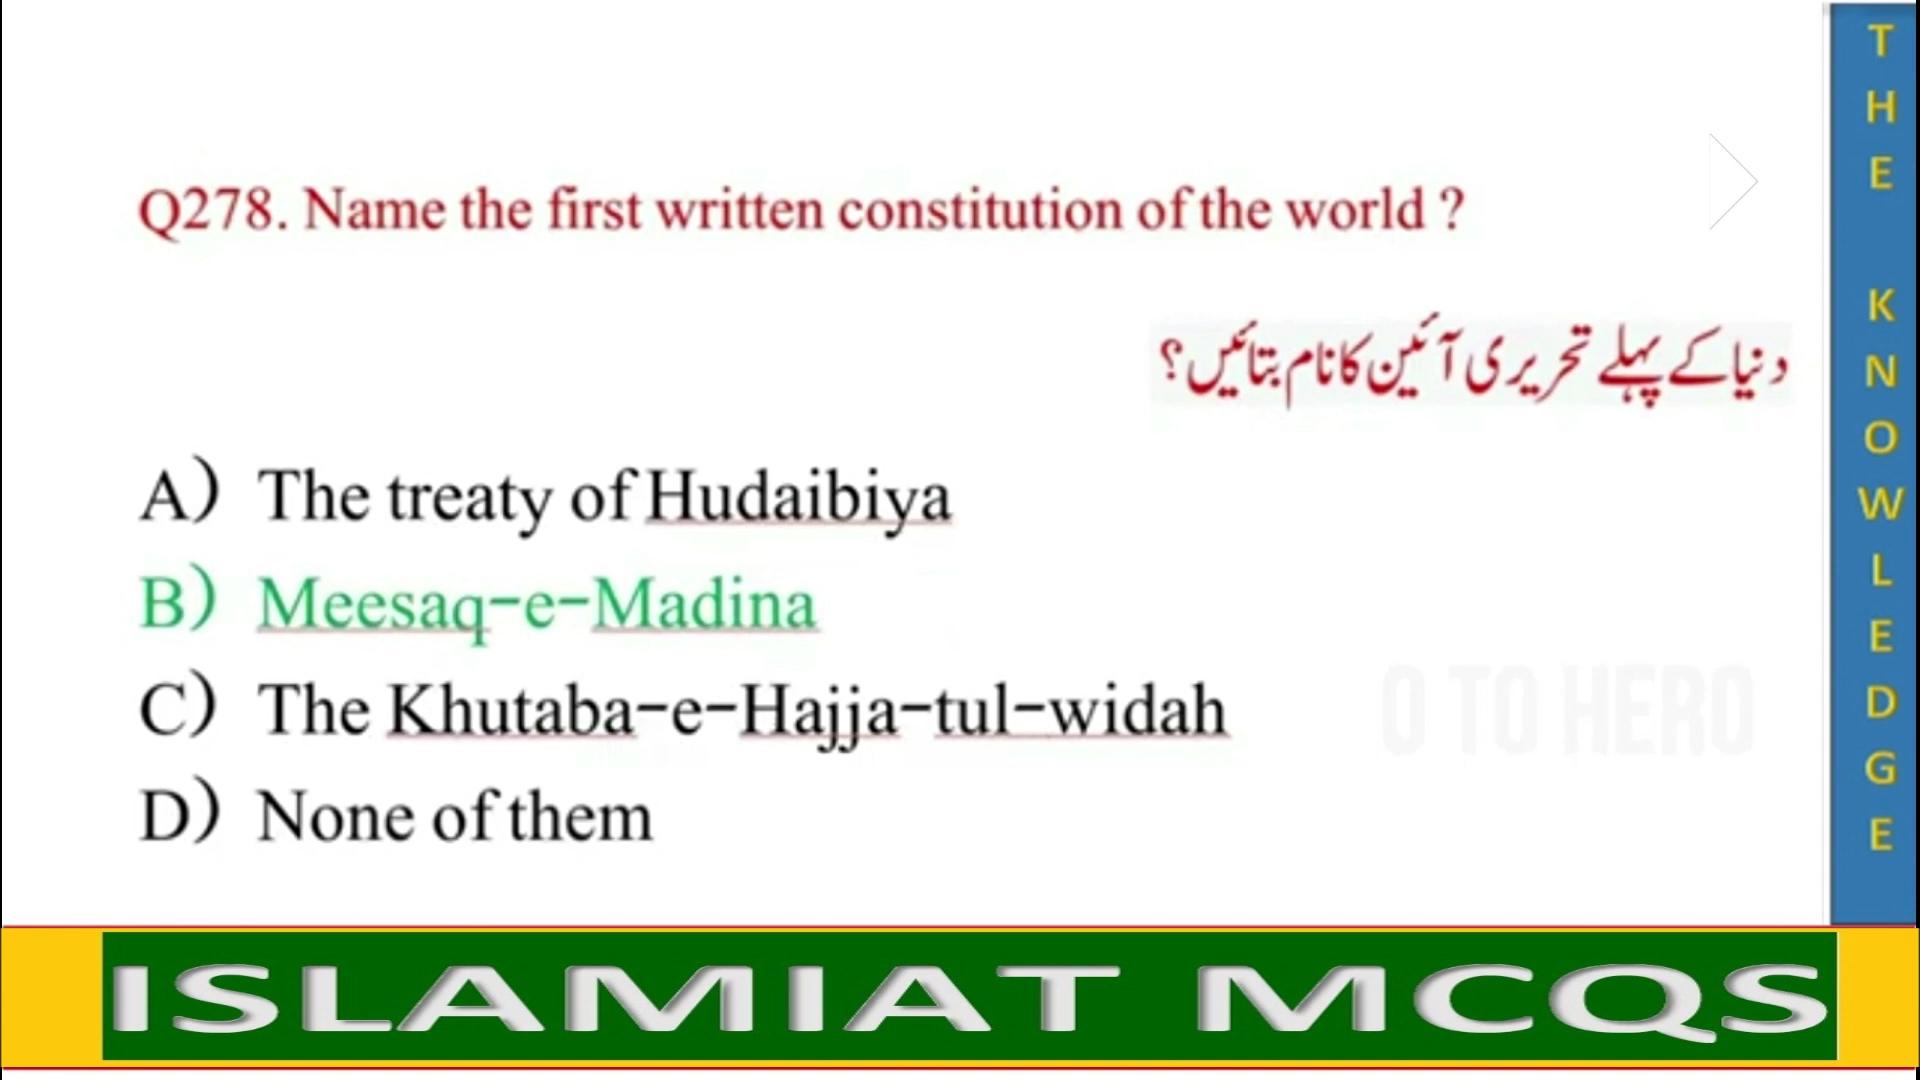 Q278. Name the first written constitution of the world ?
دنیا کے پہلے تحریری آئین کا نام بتائیں؟
A) The treaty of Hudaibiya
B) Meesaq-e-Madina
C) The Khutaba-e-Hajja-tul-widah
D) None of them
0 TO HERO
THE KNOWLEDGE
ISLAMIAT MCQS